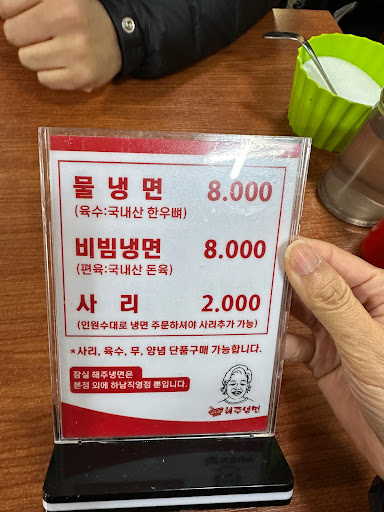 물냉면 8.000
(육수:국내산 한우뼈)
비빔냉면 8.000
(편육:국내산 돈육)
사리 2.000
(인원수대로 냉면 주문하셔야 사리추가 가능)
*사리, 육수, 무, 양념 단품구매 가능합니다.
잠실 해주냉면은
본점 외에 하남직영점 뿐입니다.
해주냉면